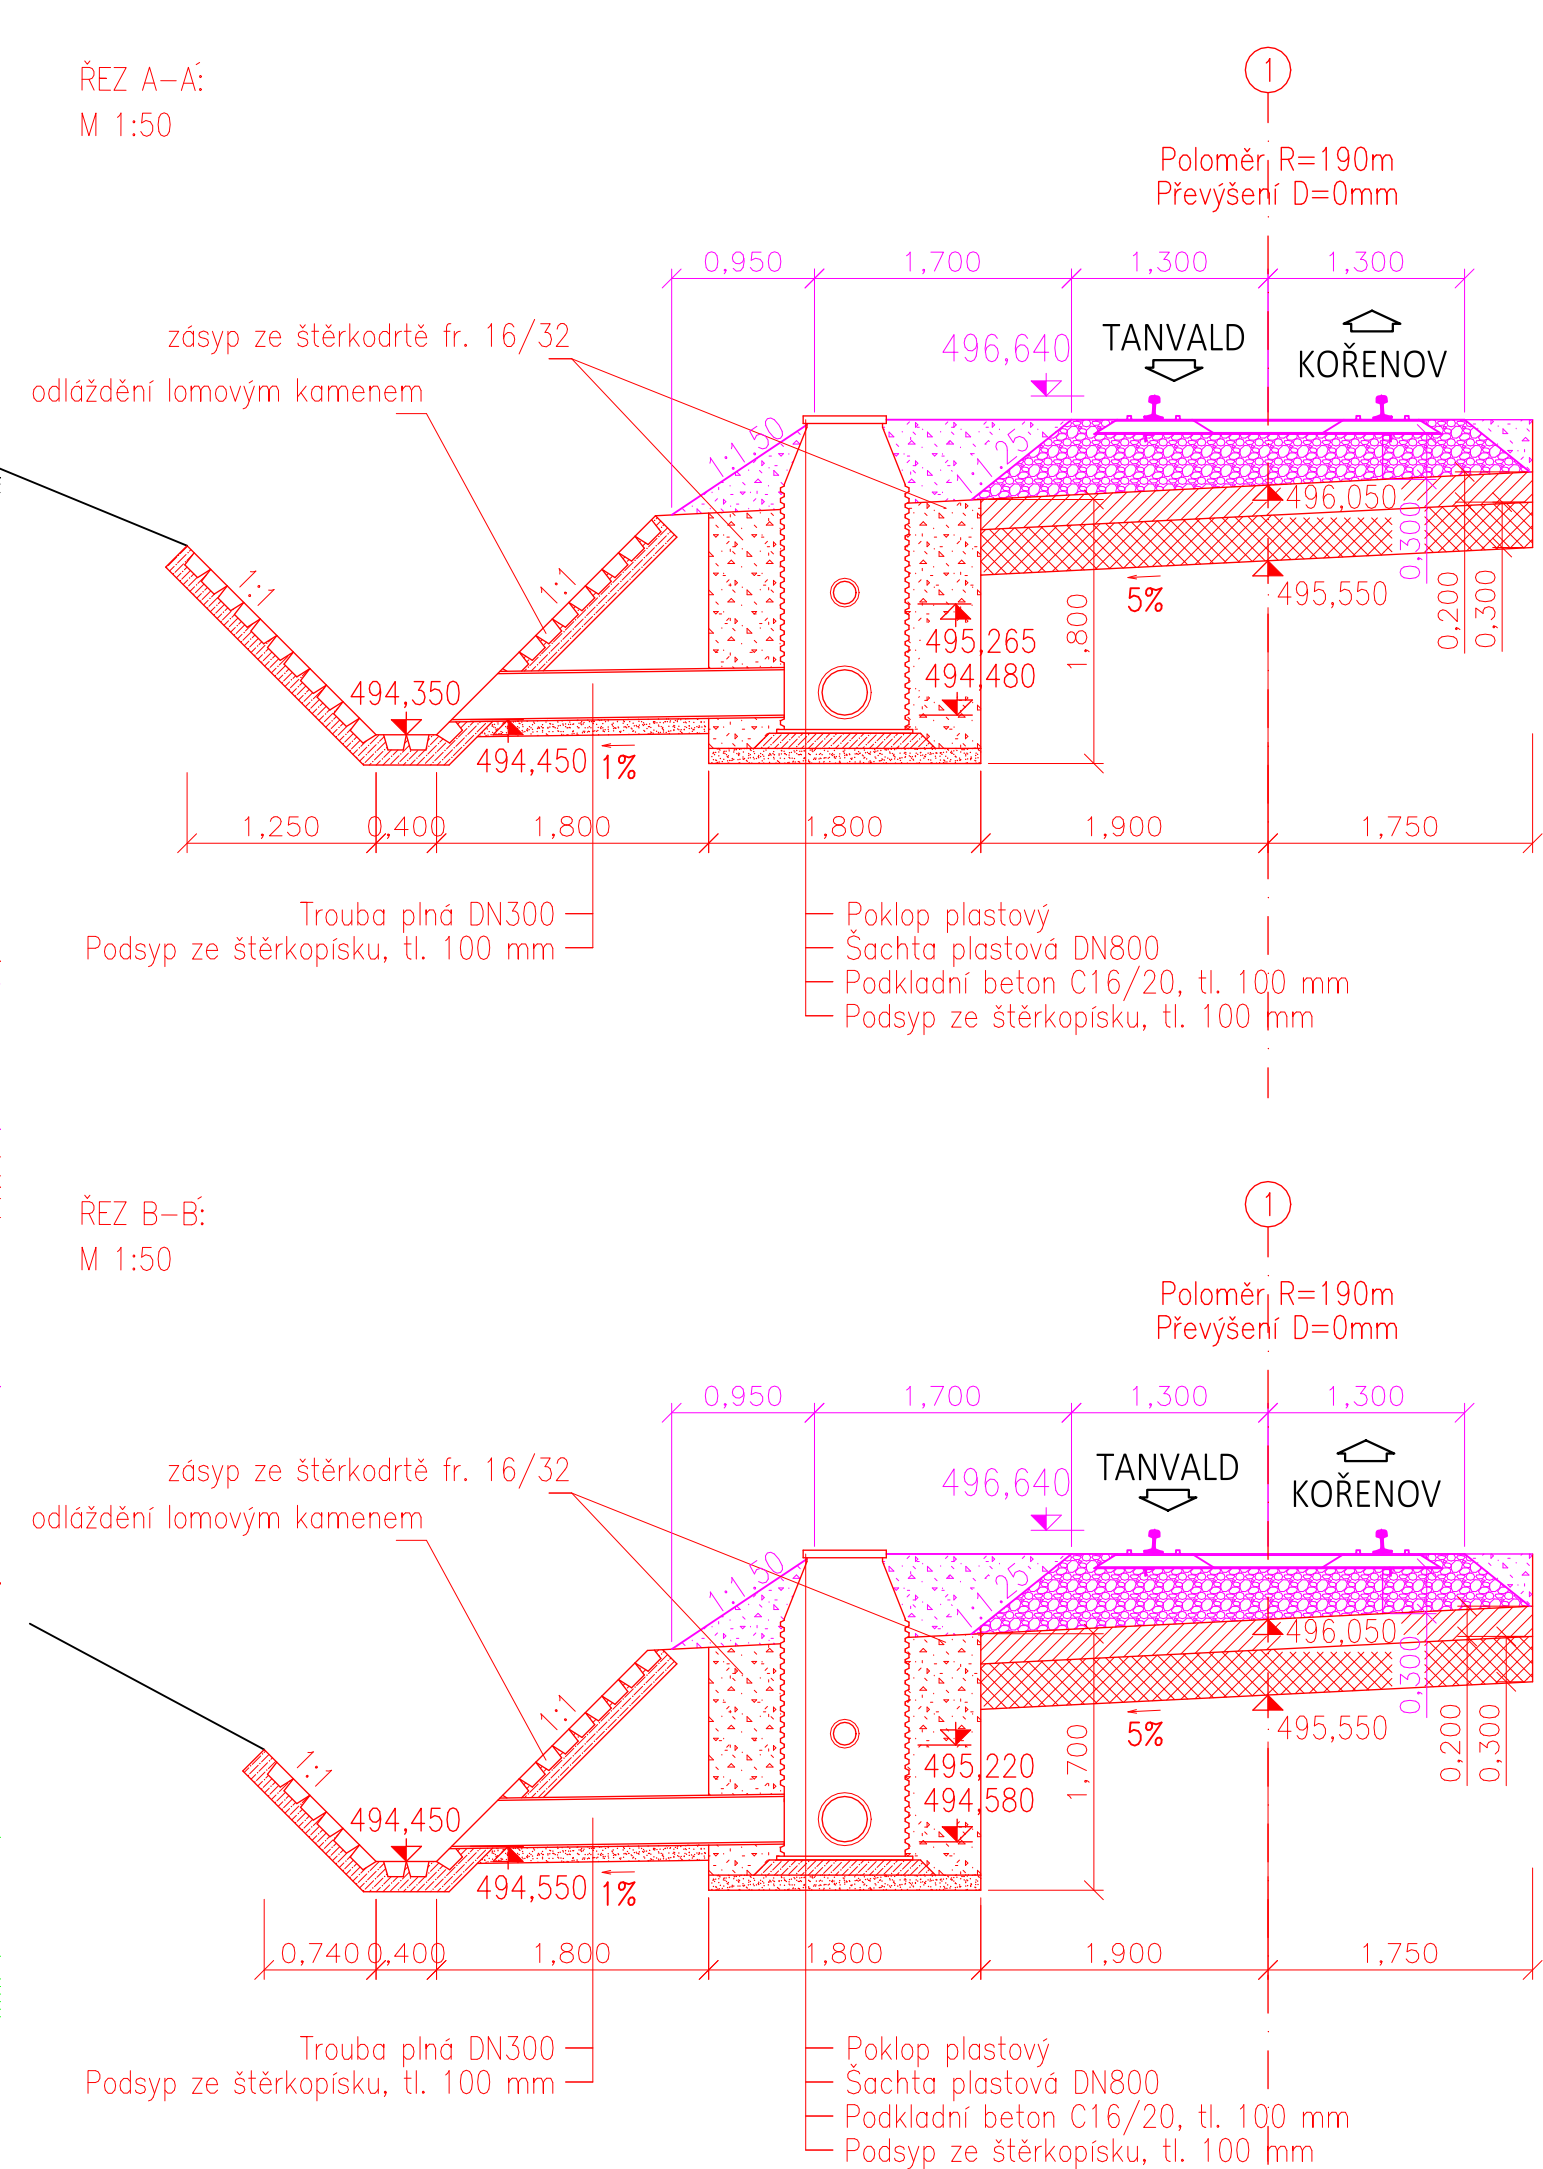 ŘEZ A–A':
M 1:50
1
Poloměr R=190m
Převýšení D=0mm
0,950 1,700 1,300 1,300
zásyp ze štěrkodrtě fr. 16/32
odláždění lomovým kamenem
496,640
TANVALD
KOŘENOV
1:1,50
1:1,25
1:1
1:1
496,050
0,300
495,550
5%
0,200
0,300
1,800
495,265
494,480
494,350
494,450
1%
1,250 0,400 1,800 1,800 1,900 1,750
Trouba plná DN300
Podsyp ze štěrkopísku, tl. 100 mm
Poklop plastový
Šachta plastová DN800
Podkladní beton C16/20, tl. 100 mm
Podsyp ze štěrkopísku, tl. 100 mm
ŘEZ B–B':
M 1:50
1
Poloměr R=190m
Převýšení D=0mm
0,950 1,700 1,300 1,300
zásyp ze štěrkodrtě fr. 16/32
odláždění lomovým kamenem
496,640
TANVALD
KOŘENOV
1:1,50
1:1,25
1:1
1:1
496,050
0,300
495,550
5%
0,200
0,300
1,700
495,220
494,580
494,450
494,550
1%
0,740 0,400 1,800 1,800 1,900 1,750
Trouba plná DN300
Podsyp ze štěrkopísku, tl. 100 mm
Poklop plastový
Šachta plastová DN800
Podkladní beton C16/20, tl. 100 mm
Podsyp ze štěrkopísku, tl. 100 mm